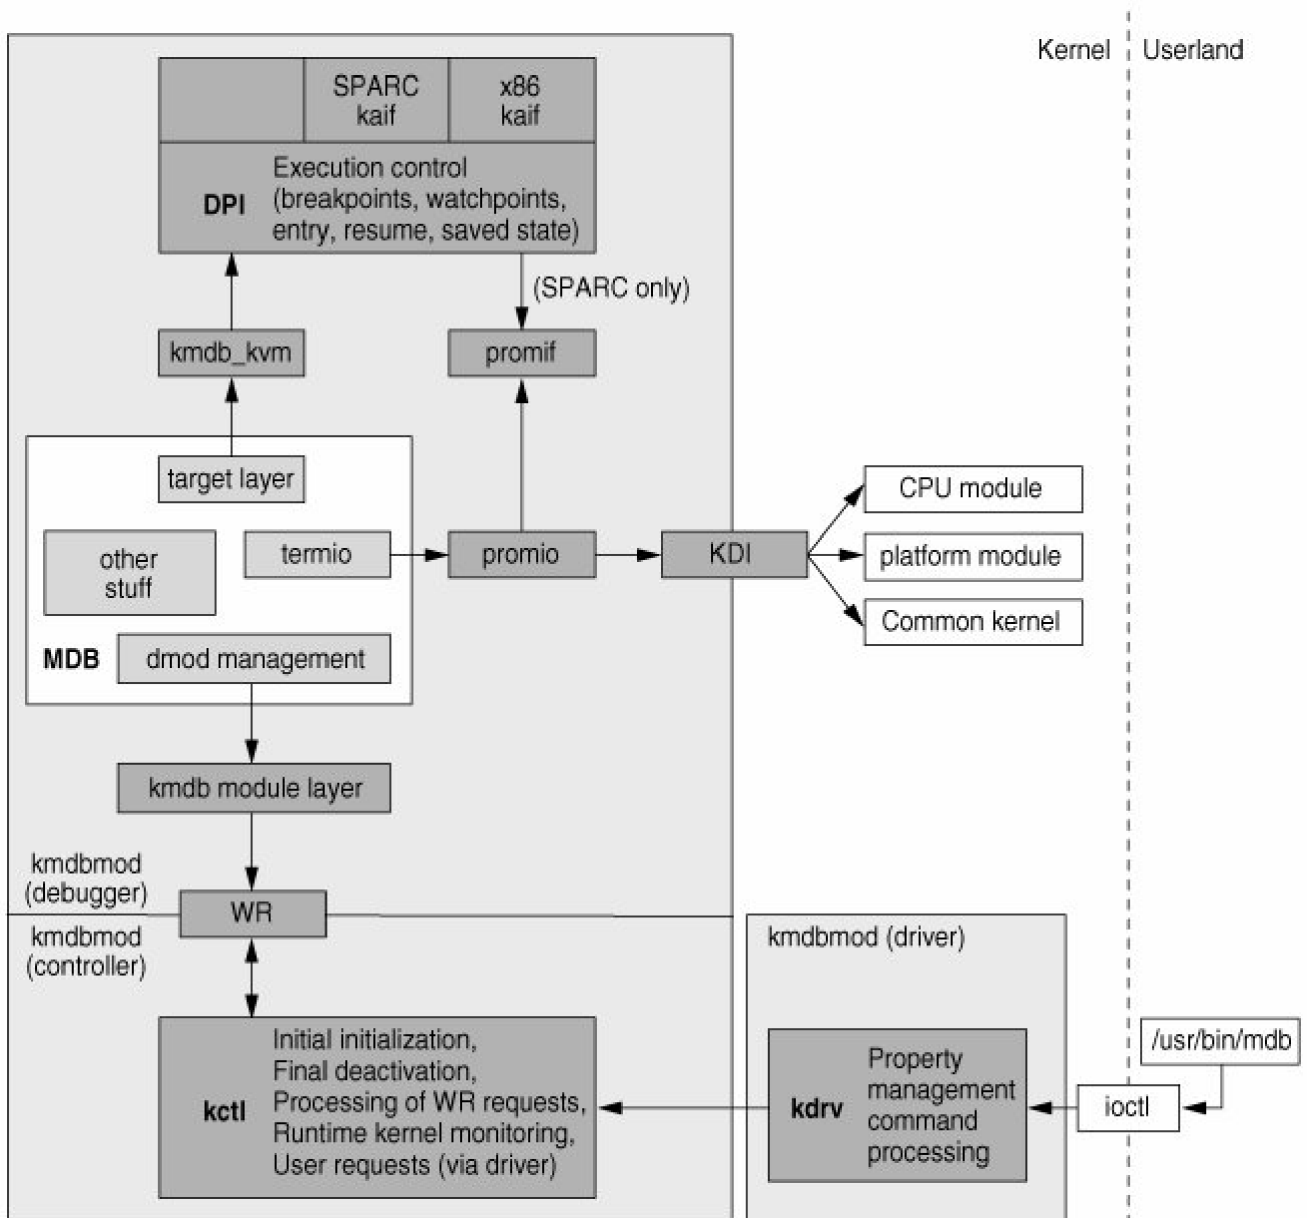 Kernel
Userland
SPARC
kaif
x86
kaif
DPI
Execution control
(breakpoints, watchpoints,
entry, resume, saved state)
(SPARC only)
kmdb_kvm
promif
target layer
other
stuff
termio
promio
KDI
CPU module
platform module
Common kernel
MDB
dmod management
kmdb module layer
kmdbmod
(debugger)
WR
kmdbmod
(controller)
kmdbmod (driver)
kctl
Initial initialization,
Final deactivation,
Processing of WR requests,
Runtime kernel monitoring,
User requests (via driver)
kdrv
Property
management
command
processing
ioctl
/usr/bin/mdb